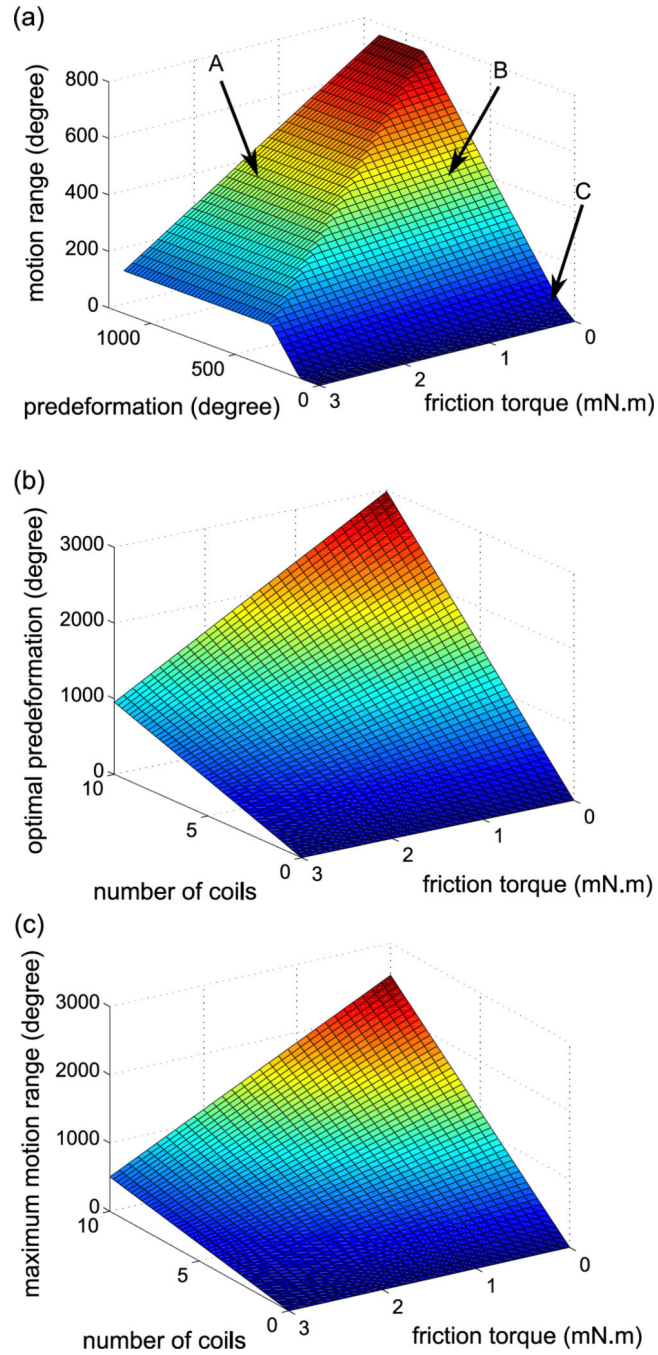 (a)
A
B
C
motion range (degree)
800
600
400
200
0
1000
500
0
3
2
1
0
predeformation (degree)
friction torque (mN.m)
(b)
optimal predeformation (degree)
3000
2000
1000
0
10
5
0
3
2
1
0
number of coils
friction torque (mN.m)
(c)
maximum motion range (degree)
3000
2000
1000
0
10
5
0
3
2
1
0
number of coils
friction torque (mN.m)